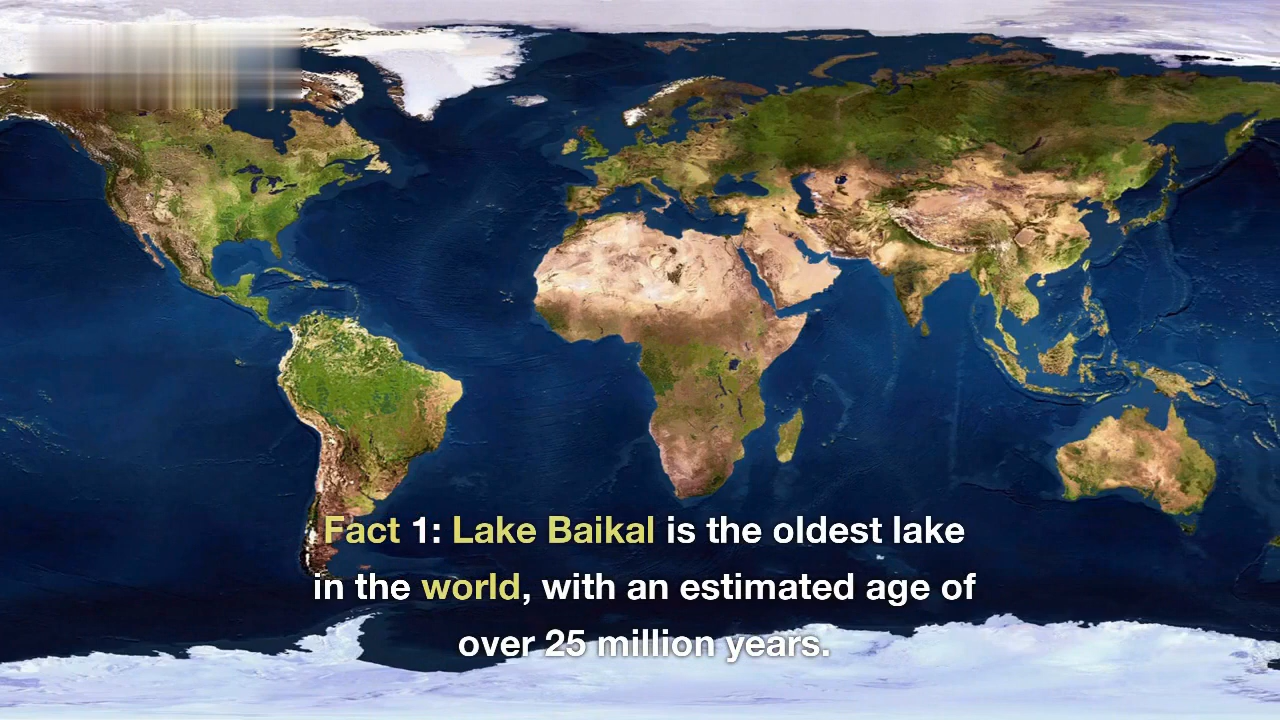 Fact 1: Lake Baikal is the oldest lake
in the world, with an estimated age of
over 25 million years.